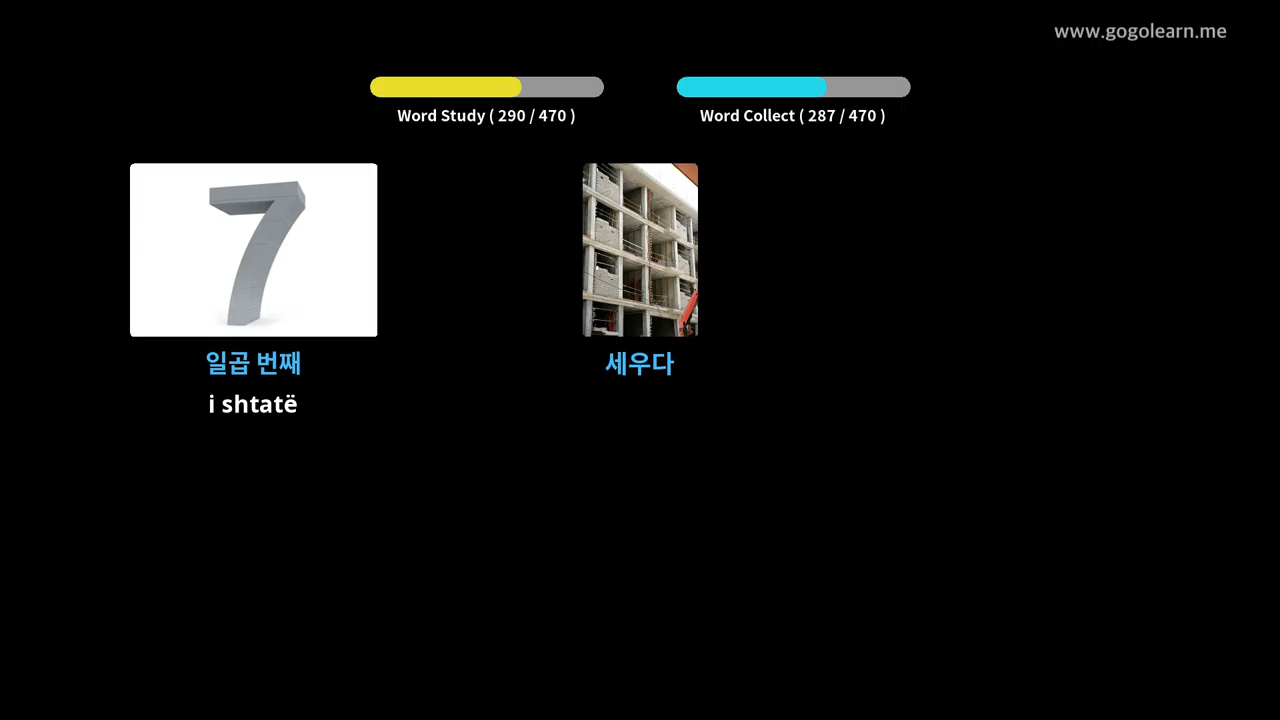 www.gogolearn.me
Word Study ( 290 / 470 )
Word Collect ( 287 / 470 )
7
일곱 번째
세우다
i shtatë